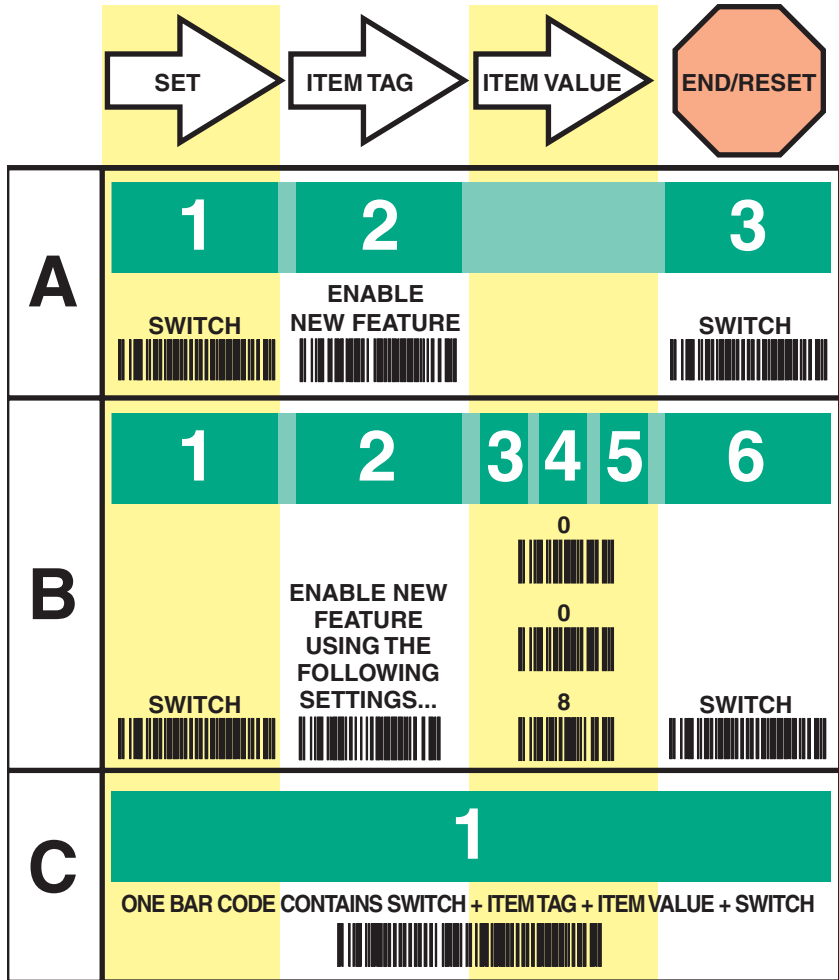 SET
ITEM TAG
ITEM VALUE
END/RESET
A
1
2
3
SWITCH
ENABLE
NEW FEATURE
SWITCH
B
1
2
3
4
5
6
SWITCH
ENABLE NEW
FEATURE
USING THE
FOLLOWING
SETTINGS...
0
0
8
SWITCH
C
1
ONE BAR CODE CONTAINS SWITCH + ITEM TAG + ITEM VALUE + SWITCH